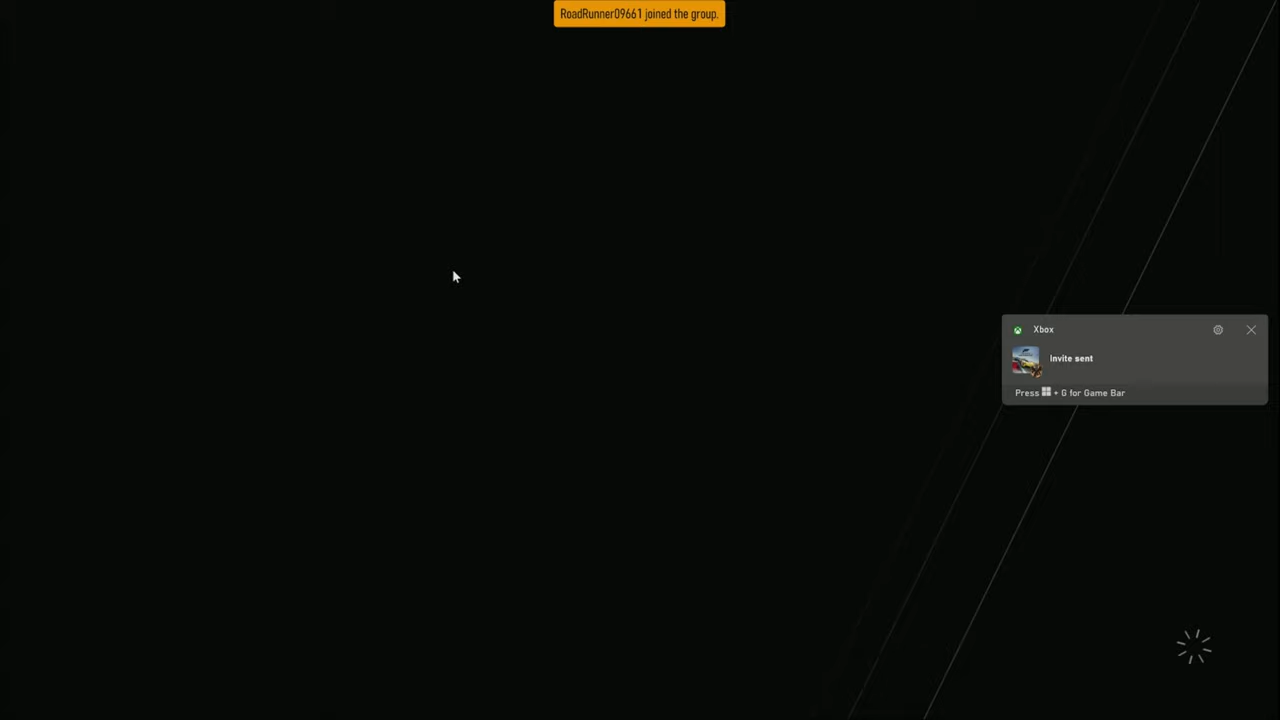 RoadRunner09661 joined the group.
Xbox
Invite sent
Press + G for Game Bar